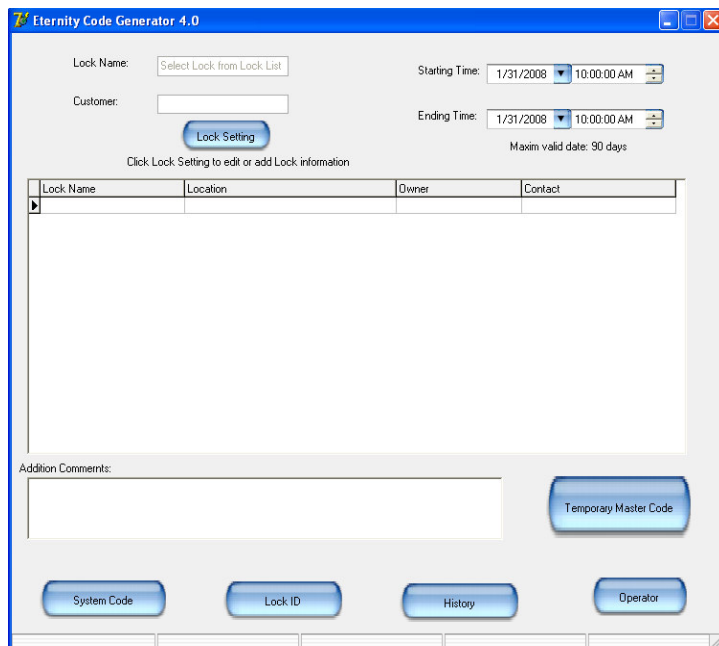 Eternity Code Generator 4.0
Lock Name: Select Lock from Lock List
Starting Time: 1/31/2008 10:00:00 AM
Customer:
Ending Time: 1/31/2008 10:00:00 AM
Lock Setting
Maxim valid date: 90 days
Click Lock Setting to edit or add Lock information
Lock Name Location Owner Contact
Addition Commernts:
Temporary Master Code
System Code Lock ID History Operator